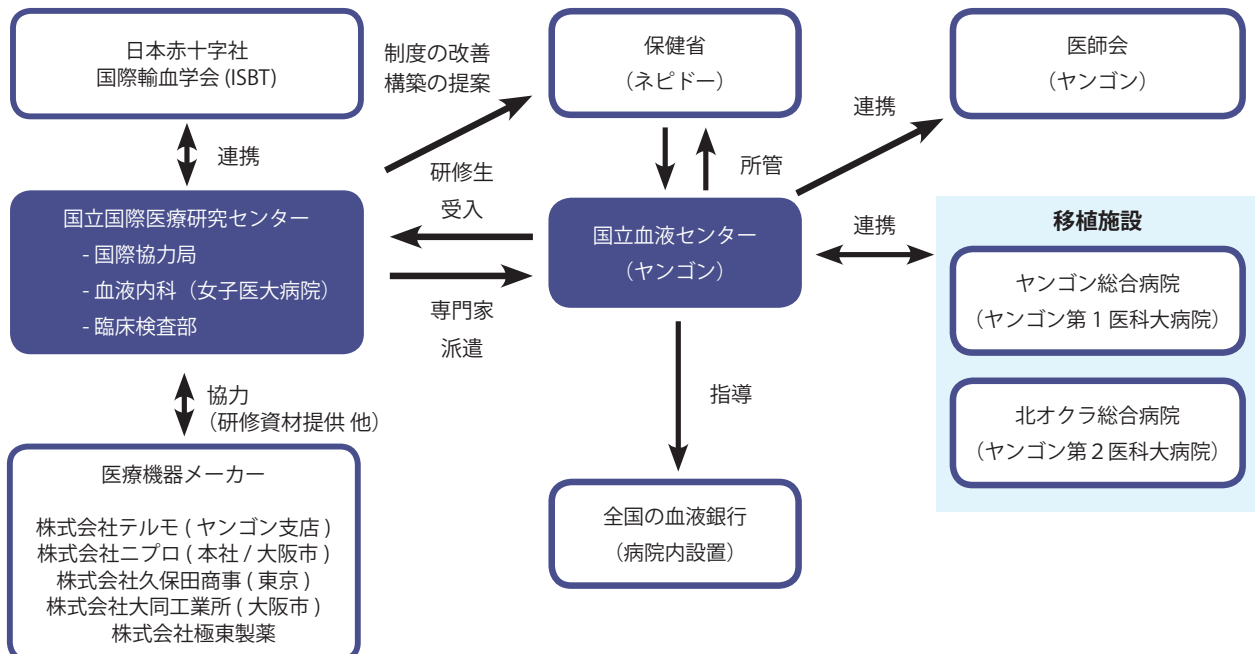 日本赤十字社
国際輸血学会 (ISBT)
制度の改善
構築の提案
保健省
（ネピドー）
医師会
（ヤンゴン）
連携
連携
所管
研修生
受入
国立国際医療研究センター
- 国際協力局
- 血液内科（女子医大病院）
- 臨床検査部
国立血液センター
（ヤンゴン）
連携
移植施設
ヤンゴン総合病院
（ヤンゴン第１医科大病院）
北オクラ総合病院
（ヤンゴン第２医科大病院）
専門家
派遣
協力
（研修資材提供 他）
指導
医療機器メーカー
株式会社テルモ ( ヤンゴン支店 )
株式会社ニプロ ( 本社 / 大阪市 )
株式会社久保田商事 ( 東京 )
株式会社大同工業所 ( 大阪市 )
株式会社極東製薬
全国の血液銀行
（病院内設置）